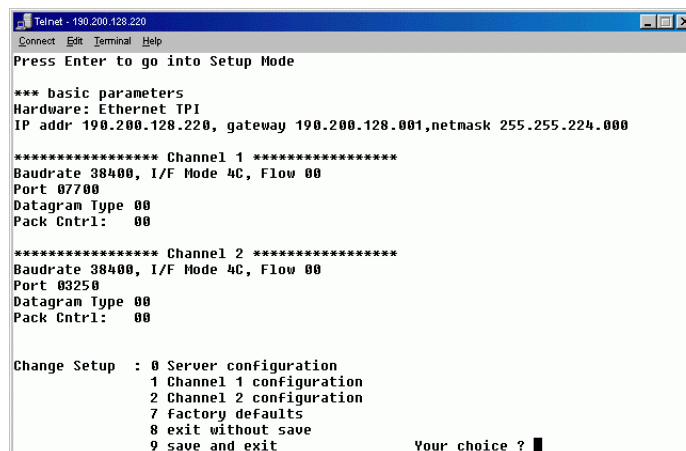 Telnet - 190.200.128.220
Connect Edit Terminal Help
Press Enter to go into Setup Mode
*** basic parameters
Hardware: Ethernet TPI
IP addr 190.200.128.220, gateway 190.200.128.001,netmask 255.255.224.000
***************** Channel 1 *****************
Baudrate 38400, I/F Mode 4C, Flow 00
Port 07700
Datagram Type 00
Pack Cntrl:   00
***************** Channel 2 *****************
Baudrate 38400, I/F Mode 4C, Flow 00
Port 03250
Datagram Type 00
Pack Cntrl:   00
Change Setup  : 0 Server configuration
1 Channel 1 configuration
2 Channel 2 configuration
7 factory defaults
8 exit without save
9 save and exit                 Your choice ?